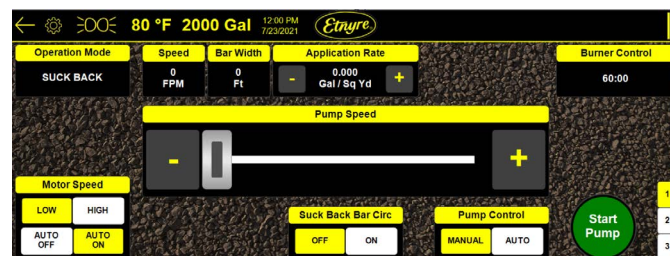 80 °F 2000 Gal 12:00 PM 7/23/2021 Etnyre
Operation Mode
SUCK BACK
Speed
0
FPM
Bar Width
0
Ft
Application Rate
-
0.000
Gal / Sq Yd
+
Burner Control
60:00
Pump Speed
-
+
Motor Speed
LOW
HIGH
AUTO
OFF
AUTO
ON
Suck Back Bar Circ
OFF
ON
Pump Control
MANUAL
AUTO
Start
Pump
1
2
3